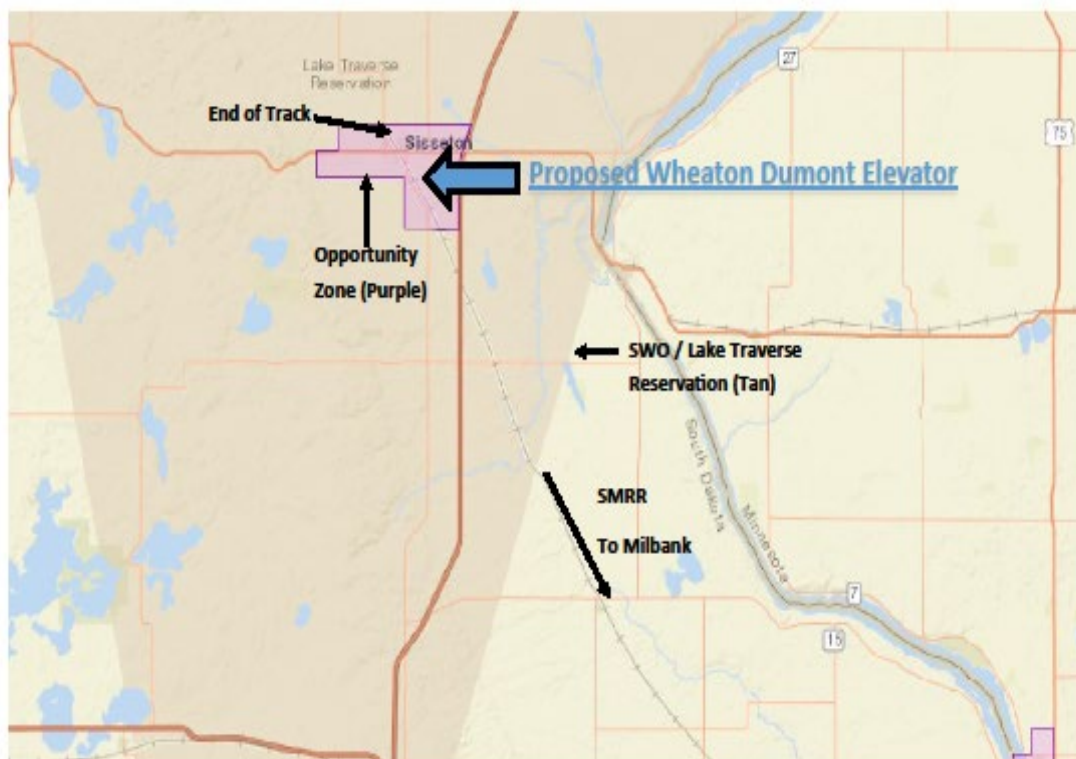 27
Lake Traverse
Reservation
End of Track
75
Sisseton
Proposed Wheaton Dumont Elevator
Opportunity
Zone (Purple)
SWO / Lake Traverse
Reservation (Tan)
South Dakota
Minnesota
SMRR
To Milbank
7
15